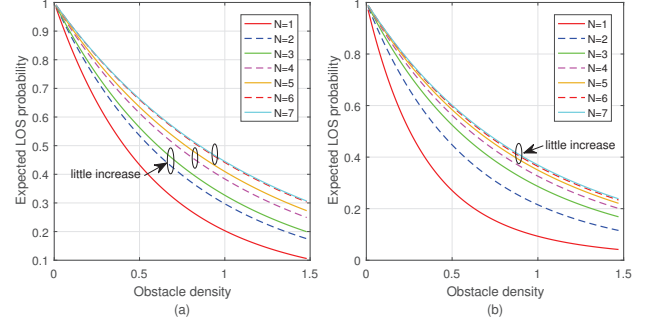 Expected LOS probability
1
0.9
0.8
0.7
0.6
0.5
0.4
0.3
0.2
0.1
N=1
N=2
N=3
N=4
N=5
N=6
N=7
little increase
0
0.5
1
1.5
Obstacle density
(a)
Expected LOS probability
1
0.8
0.6
0.4
0.2
0
N=1
N=2
N=3
N=4
N=5
N=6
N=7
little increase
0
0.5
1
1.5
Obstacle density
(b)